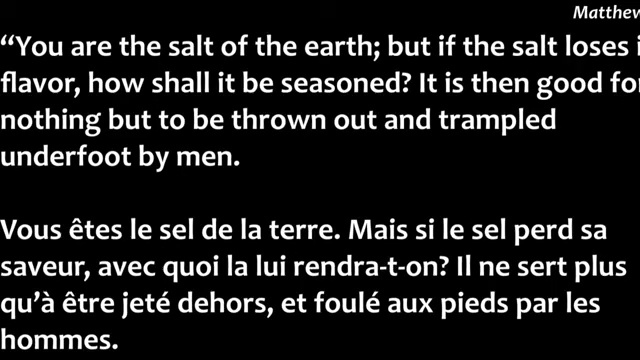 Matthew
“You are the salt of the earth; but if the salt loses
flavor, how shall it be seasoned? It is then good
nothing but to be thrown out and trampled
underfoot by men.
Vous êtes le sel de la terre. Mais si le sel perd sa
saveur, avec quoi la lui rendra-t-on? Il ne sert plus
qu’à être jeté dehors, et foulé aux pieds par les
hommes.